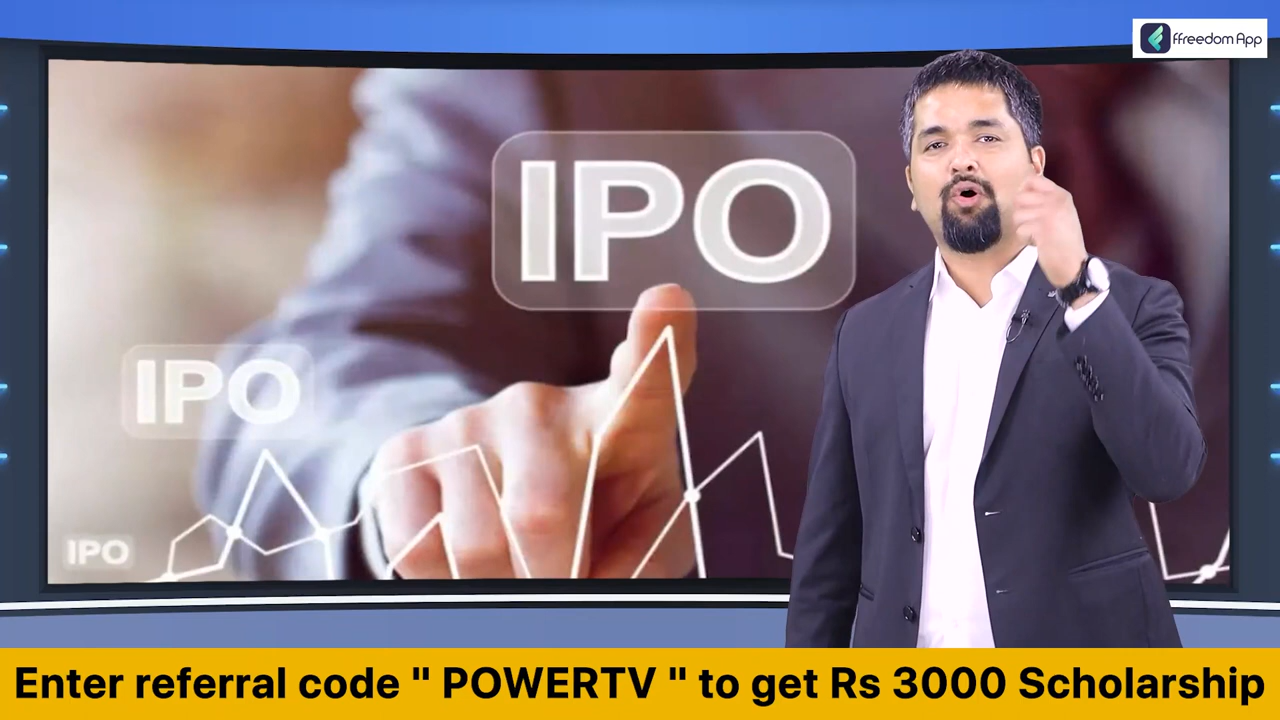 ffreedom App
IPO
IPO
IPO
Enter referral code " POWERTV " to get Rs 3000 Scholarship